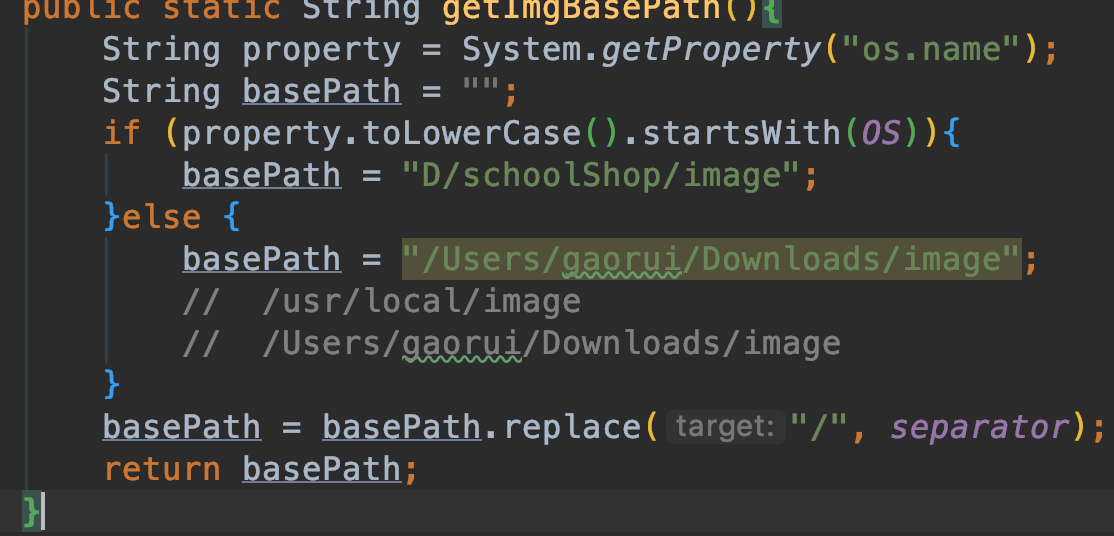 public static String getImgBasePath(){
String property = System.getProperty("os.name");
String basePath = "";
if (property.toLowerCase().startsWith(OS)){
basePath = "D/schoolShop/image";
}else {
basePath = "/Users/gaorui/Downloads/image";
// /usr/local/image
// /Users/gaorui/Downloads/image
}
basePath = basePath.replace( target: "/", separator);
return basePath;
}